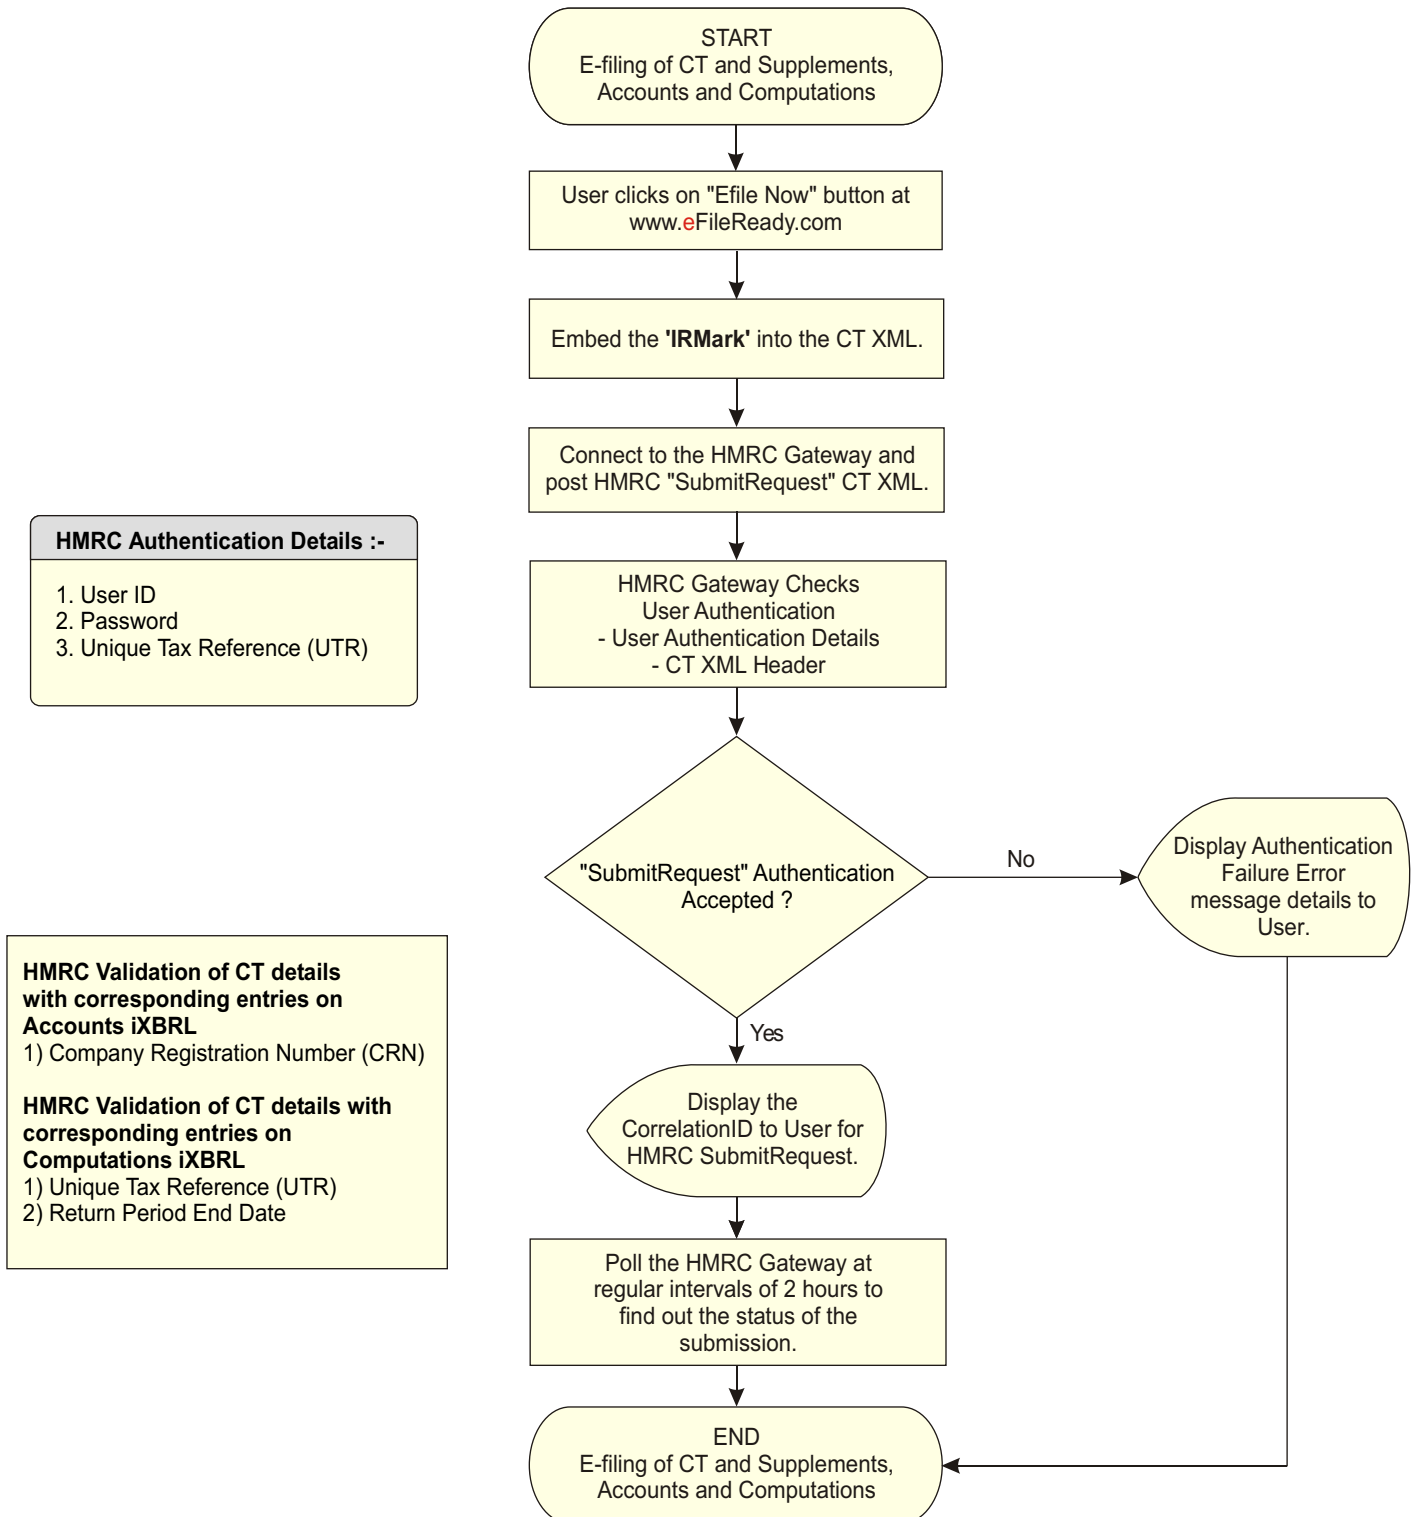 START
E-filing of CT and Supplements,
Accounts and Computations
User clicks on "Efile Now" button at
www.eFileReady.com
Embed the 'IRMark' into the CT XML.
Connect to the HMRC Gateway and
post HMRC "SubmitRequest" CT XML.
HMRC Authentication Details :-
1. User ID
2. Password
3. Unique Tax Reference (UTR)
HMRC Gateway Checks
User Authentication
- User Authentication Details
- CT XML Header
"SubmitRequest" Authentication
Accepted ?
No
Display Authentication
Failure Error
message details to
User.
HMRC Validation of CT details
with corresponding entries on
Accounts iXBRL
1) Company Registration Number (CRN)
HMRC Validation of CT details with
corresponding entries on
Computations iXBRL
1) Unique Tax Reference (UTR)
2) Return Period End Date
Yes
Display the
CorrelationID to User for
HMRC SubmitRequest.
Poll the HMRC Gateway at
regular intervals of 2 hours to
find out the status of the
submission.
END
E-filing of CT and Supplements,
Accounts and Computations